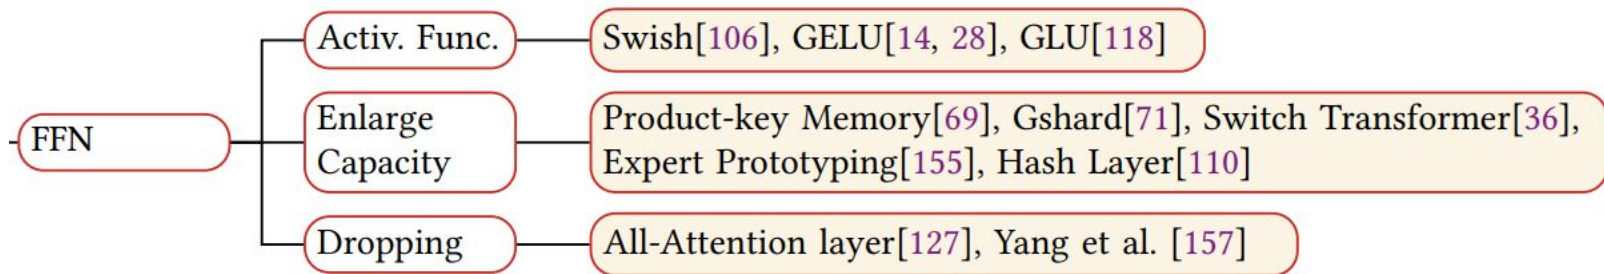 FFN
Activ. Func.
Swish[106], GELU[14, 28], GLU[118]
Enlarge
Capacity
Product-key Memory[69], Gshard[71], Switch Transformer[36],
Expert Prototyping[155], Hash Layer[110]
Dropping
All-Attention layer[127], Yang et al. [157]